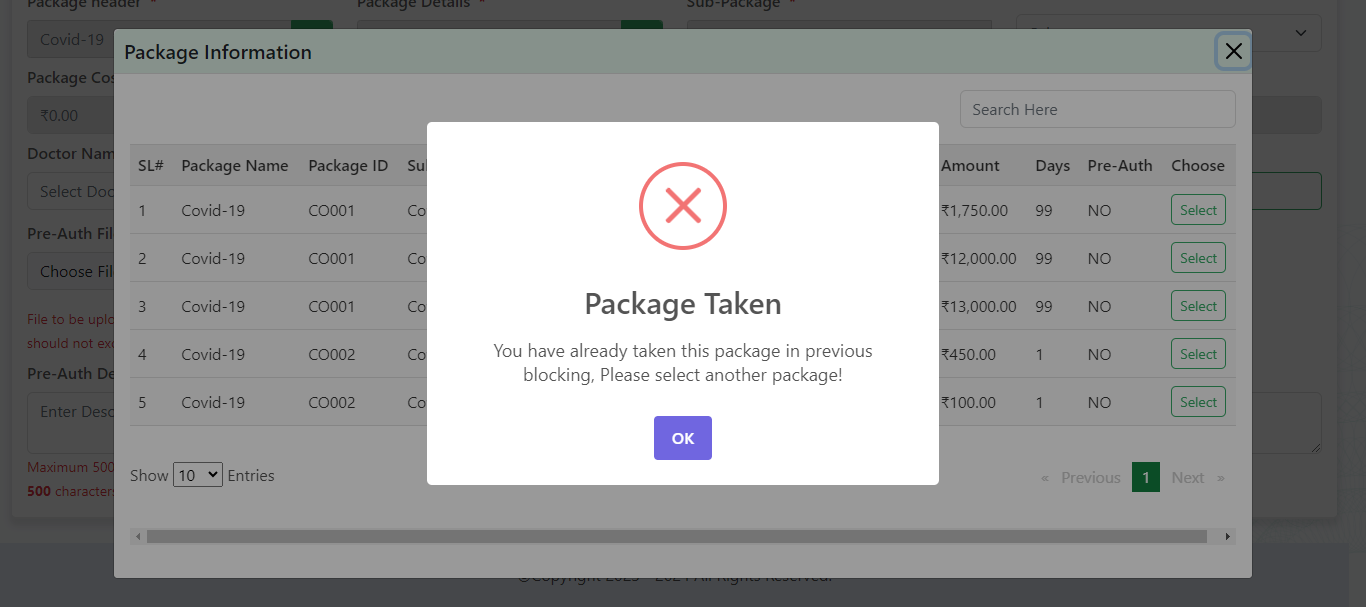 Package header * Package Details * Sub-Package *
Covid-19
Package Information
Package Cos
₹0.00
Search Here
Doctor Nam
Select Doc
SL# Package Name Package ID Su Amount Days Pre-Auth Choose
1 Covid-19 CO001 Co ₹1,750.00 99 NO Select
Pre-Auth Fil
2 Covid-19 CO001 Co ₹12,000.00 99 NO Select
Choose Fil
3 Covid-19 CO001 Co ₹13,000.00 99 NO Select
File to be uplo
should not exc
4 Covid-19 CO002 Co ₹450.00 1 NO Select
Pre-Auth De
5 Covid-19 CO002 Co ₹100.00 1 NO Select
Enter Desc
Package Taken
You have already taken this package in previous
blocking, Please select another package!
OK
Maximum 500
500 characters
Show 10 Entries
« Previous 1 Next »
©Copyright 2023 - 2024 All Rights Reserved.